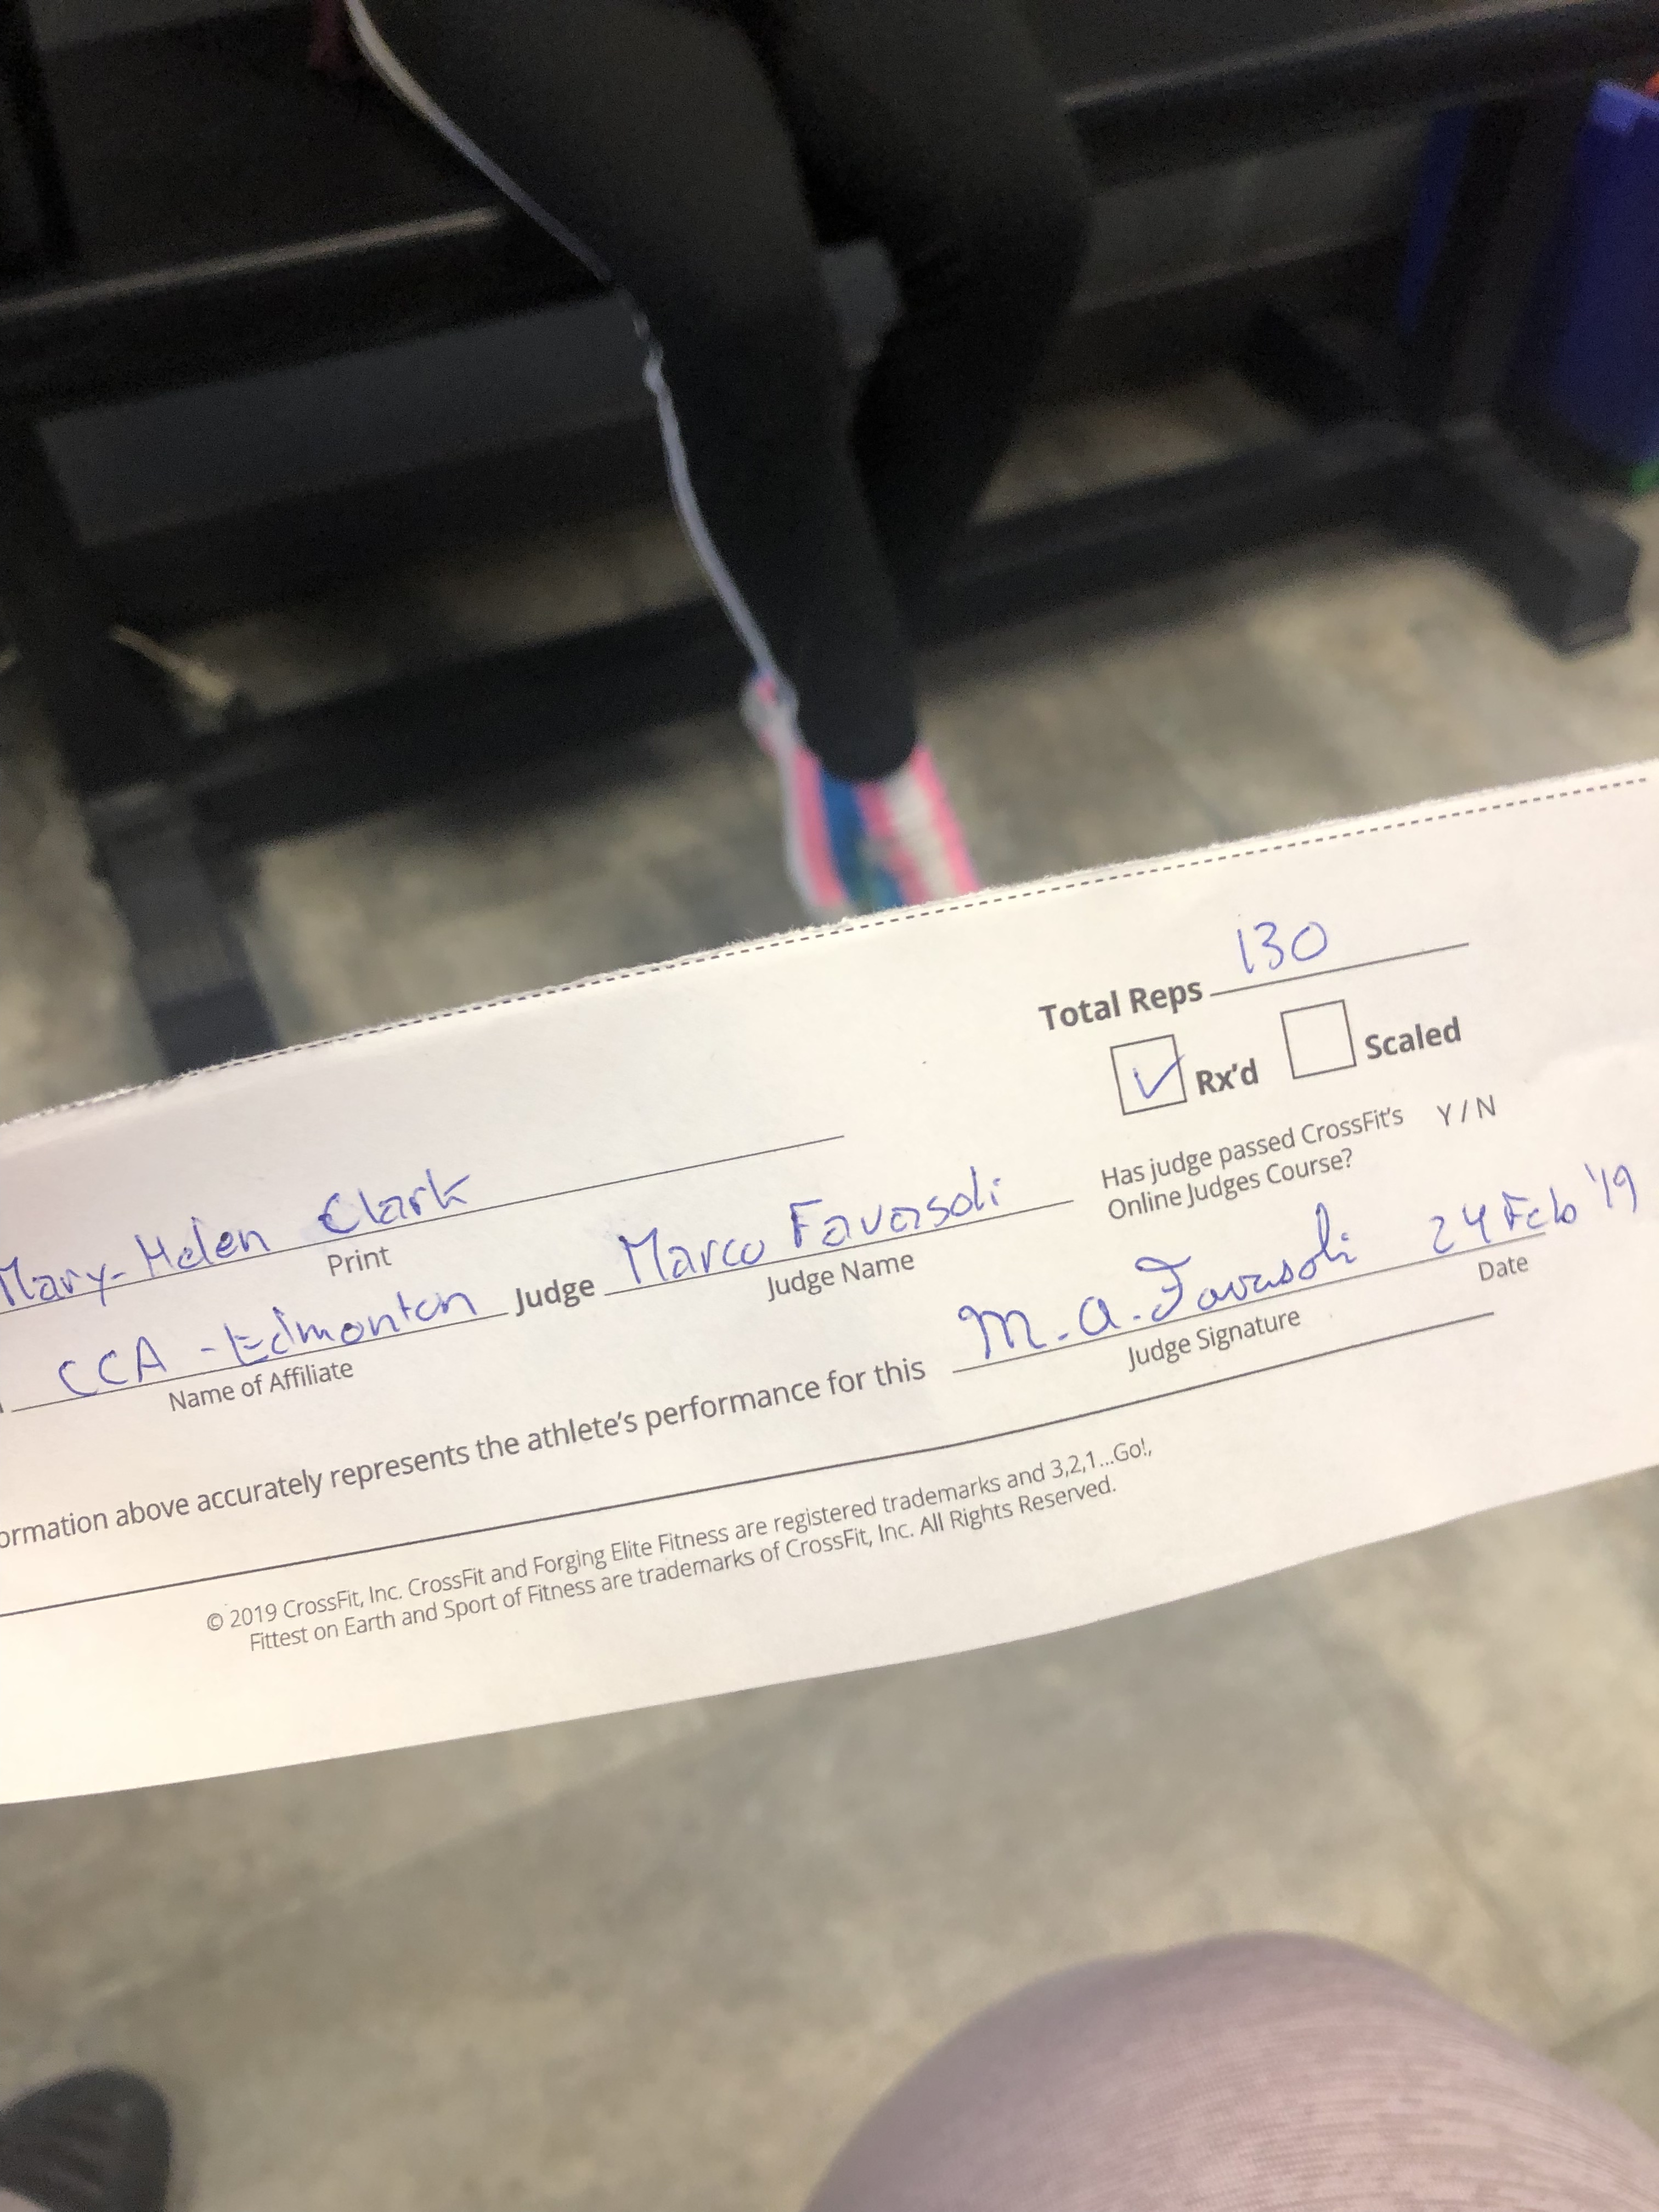 Total Reps 130
Rx'd Scaled
Mary-Helen Clark
Print
Has judge passed CrossFit's Y / N
Online Judges Course?
CCA - Edmonton Judge Marco Favasoli
Name of Affiliate Judge Name
ormation above accurately represents the athlete's performance for this M. A. Favasoli 24 Feb '19
Judge Signature Date
© 2019 CrossFit, Inc. CrossFit and Forging Elite Fitness are registered trademarks and 3,2,1...Go!,
Fittest on Earth and Sport of Fitness are trademarks of CrossFit, Inc. All Rights Reserved.